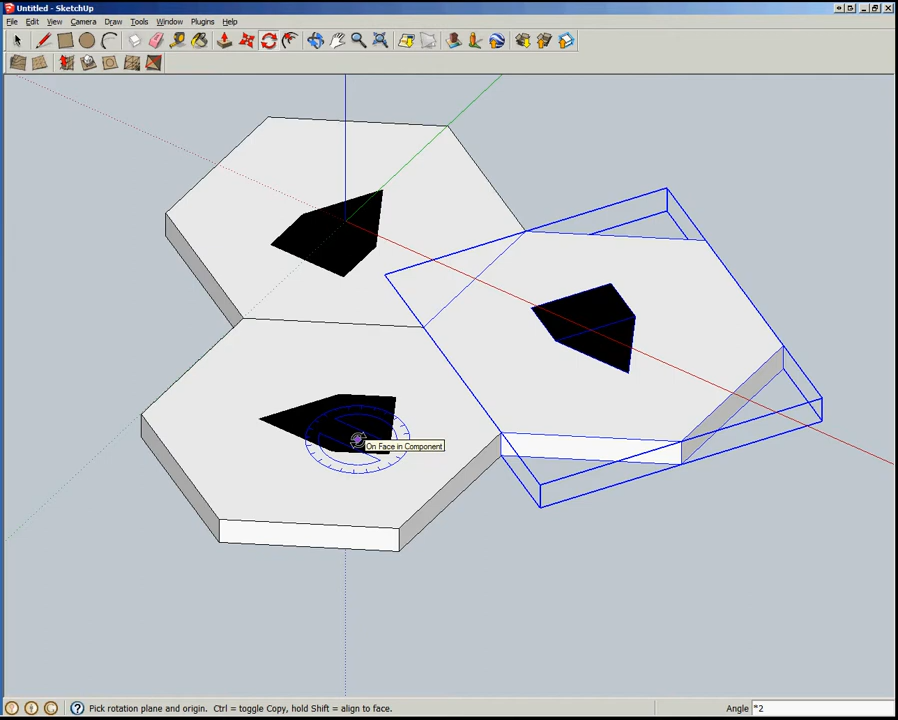 Untitled - SketchUp
File Edit View Camera Draw Tools Window Plugins Help
On Face in Component
Pick rotation plane and origin. Ctrl = toggle Copy, hold Shift = align to face. Angle *2